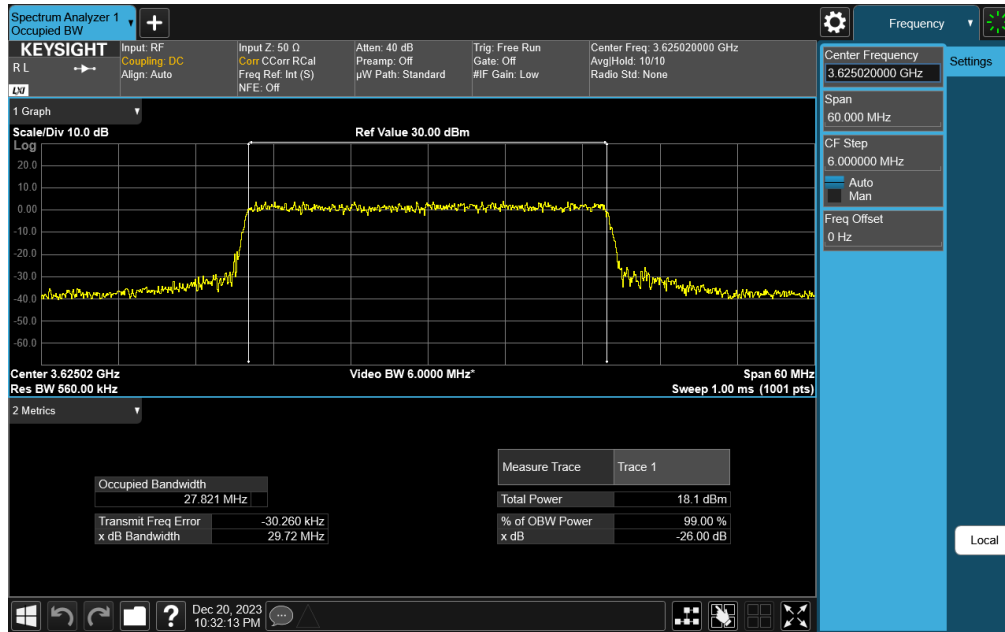 Spectrum Analyzer 1
Occupied BW
Frequency
KEYSIGHT
R L
LXI
Input: RF
Coupling: DC
Align: Auto
Input Z: 50 Ω
Corr CCorr RCal
Freq Ref: Int (S)
NFE: Off
Atten: 40 dB
Preamp: Off
µW Path: Standard
Trig: Free Run
Gate: Off
#IF Gain: Low
Center Freq: 3.625020000 GHz
Avg|Hold: 10/10
Radio Std: None
Center Frequency
3.625020000 GHz
Settings
Span
60.000 MHz
CF Step
6.000000 MHz
Auto
Man
Freq Offset
0 Hz
Local
1 Graph
Scale/Div 10.0 dB
Ref Value 30.00 dBm
Log
20.0
10.0
0.00
-10.0
-20.0
-30.0
-40.0
-50.0
-60.0
Center 3.62502 GHz
Video BW 6.0000 MHz*
Span 60 MHz
Res BW 560.00 kHz
Sweep 1.00 ms (1001 pts)
2 Metrics
Occupied Bandwidth
27.821 MHz
Transmit Freq Error -30.260 kHz
x dB Bandwidth 29.72 MHz
Measure Trace Trace 1
Total Power 18.1 dBm
% of OBW Power 99.00 %
x dB -26.00 dB
Dec 20, 2023
10:32:13 PM